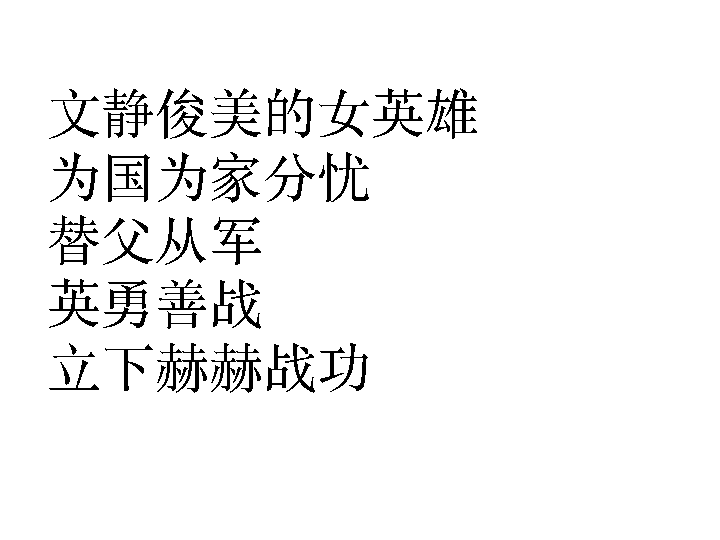 文静俊美的女英雄
为国为家分忧
替父从军
英勇善战
立下赫赫战功